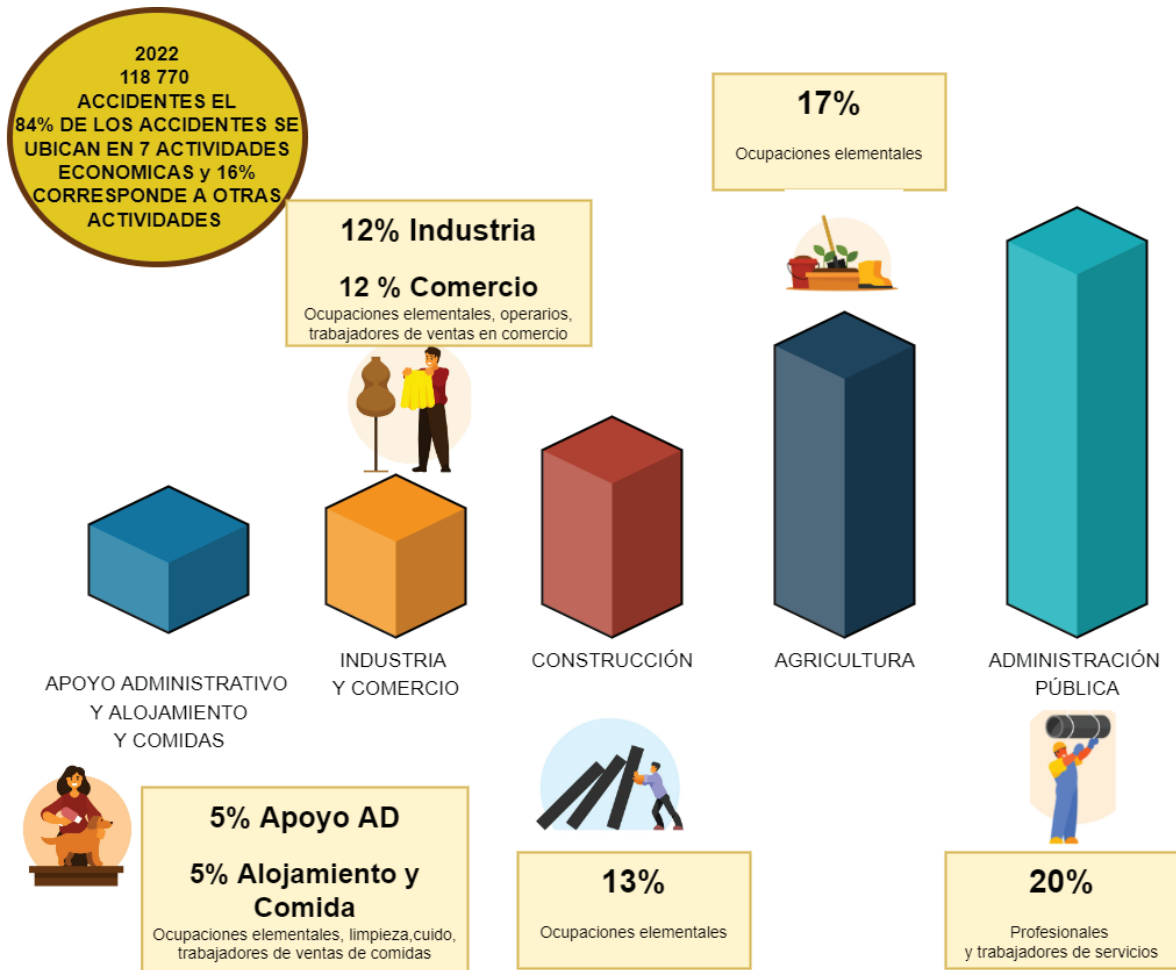 2022
118 770
ACCIDENTES EL
84% DE LOS ACCIDENTES SE
UBICAN EN 7 ACTIVIDADES
ECONOMICAS y 16%
CORRESPONDE A OTRAS
ACTIVIDADES
17%
Ocupaciones elementales
12% Industria
12 % Comercio
Ocupaciones elementales, operarios,
trabajadores de ventas en comercio
APOYO ADMINISTRATIVO
Y ALOJAMIENTO
Y COMIDAS
INDUSTRIA
Y COMERCIO
CONSTRUCCIÓN
AGRICULTURA
ADMINISTRACIÓN
PÚBLICA
5% Apoyo AD
5% Alojamiento y
Comida
Ocupaciones elementales, limpieza,cuido,
trabajadores de ventas de comidas
13%
Ocupaciones elementales
20%
Profesionales
y trabajadores de servicios